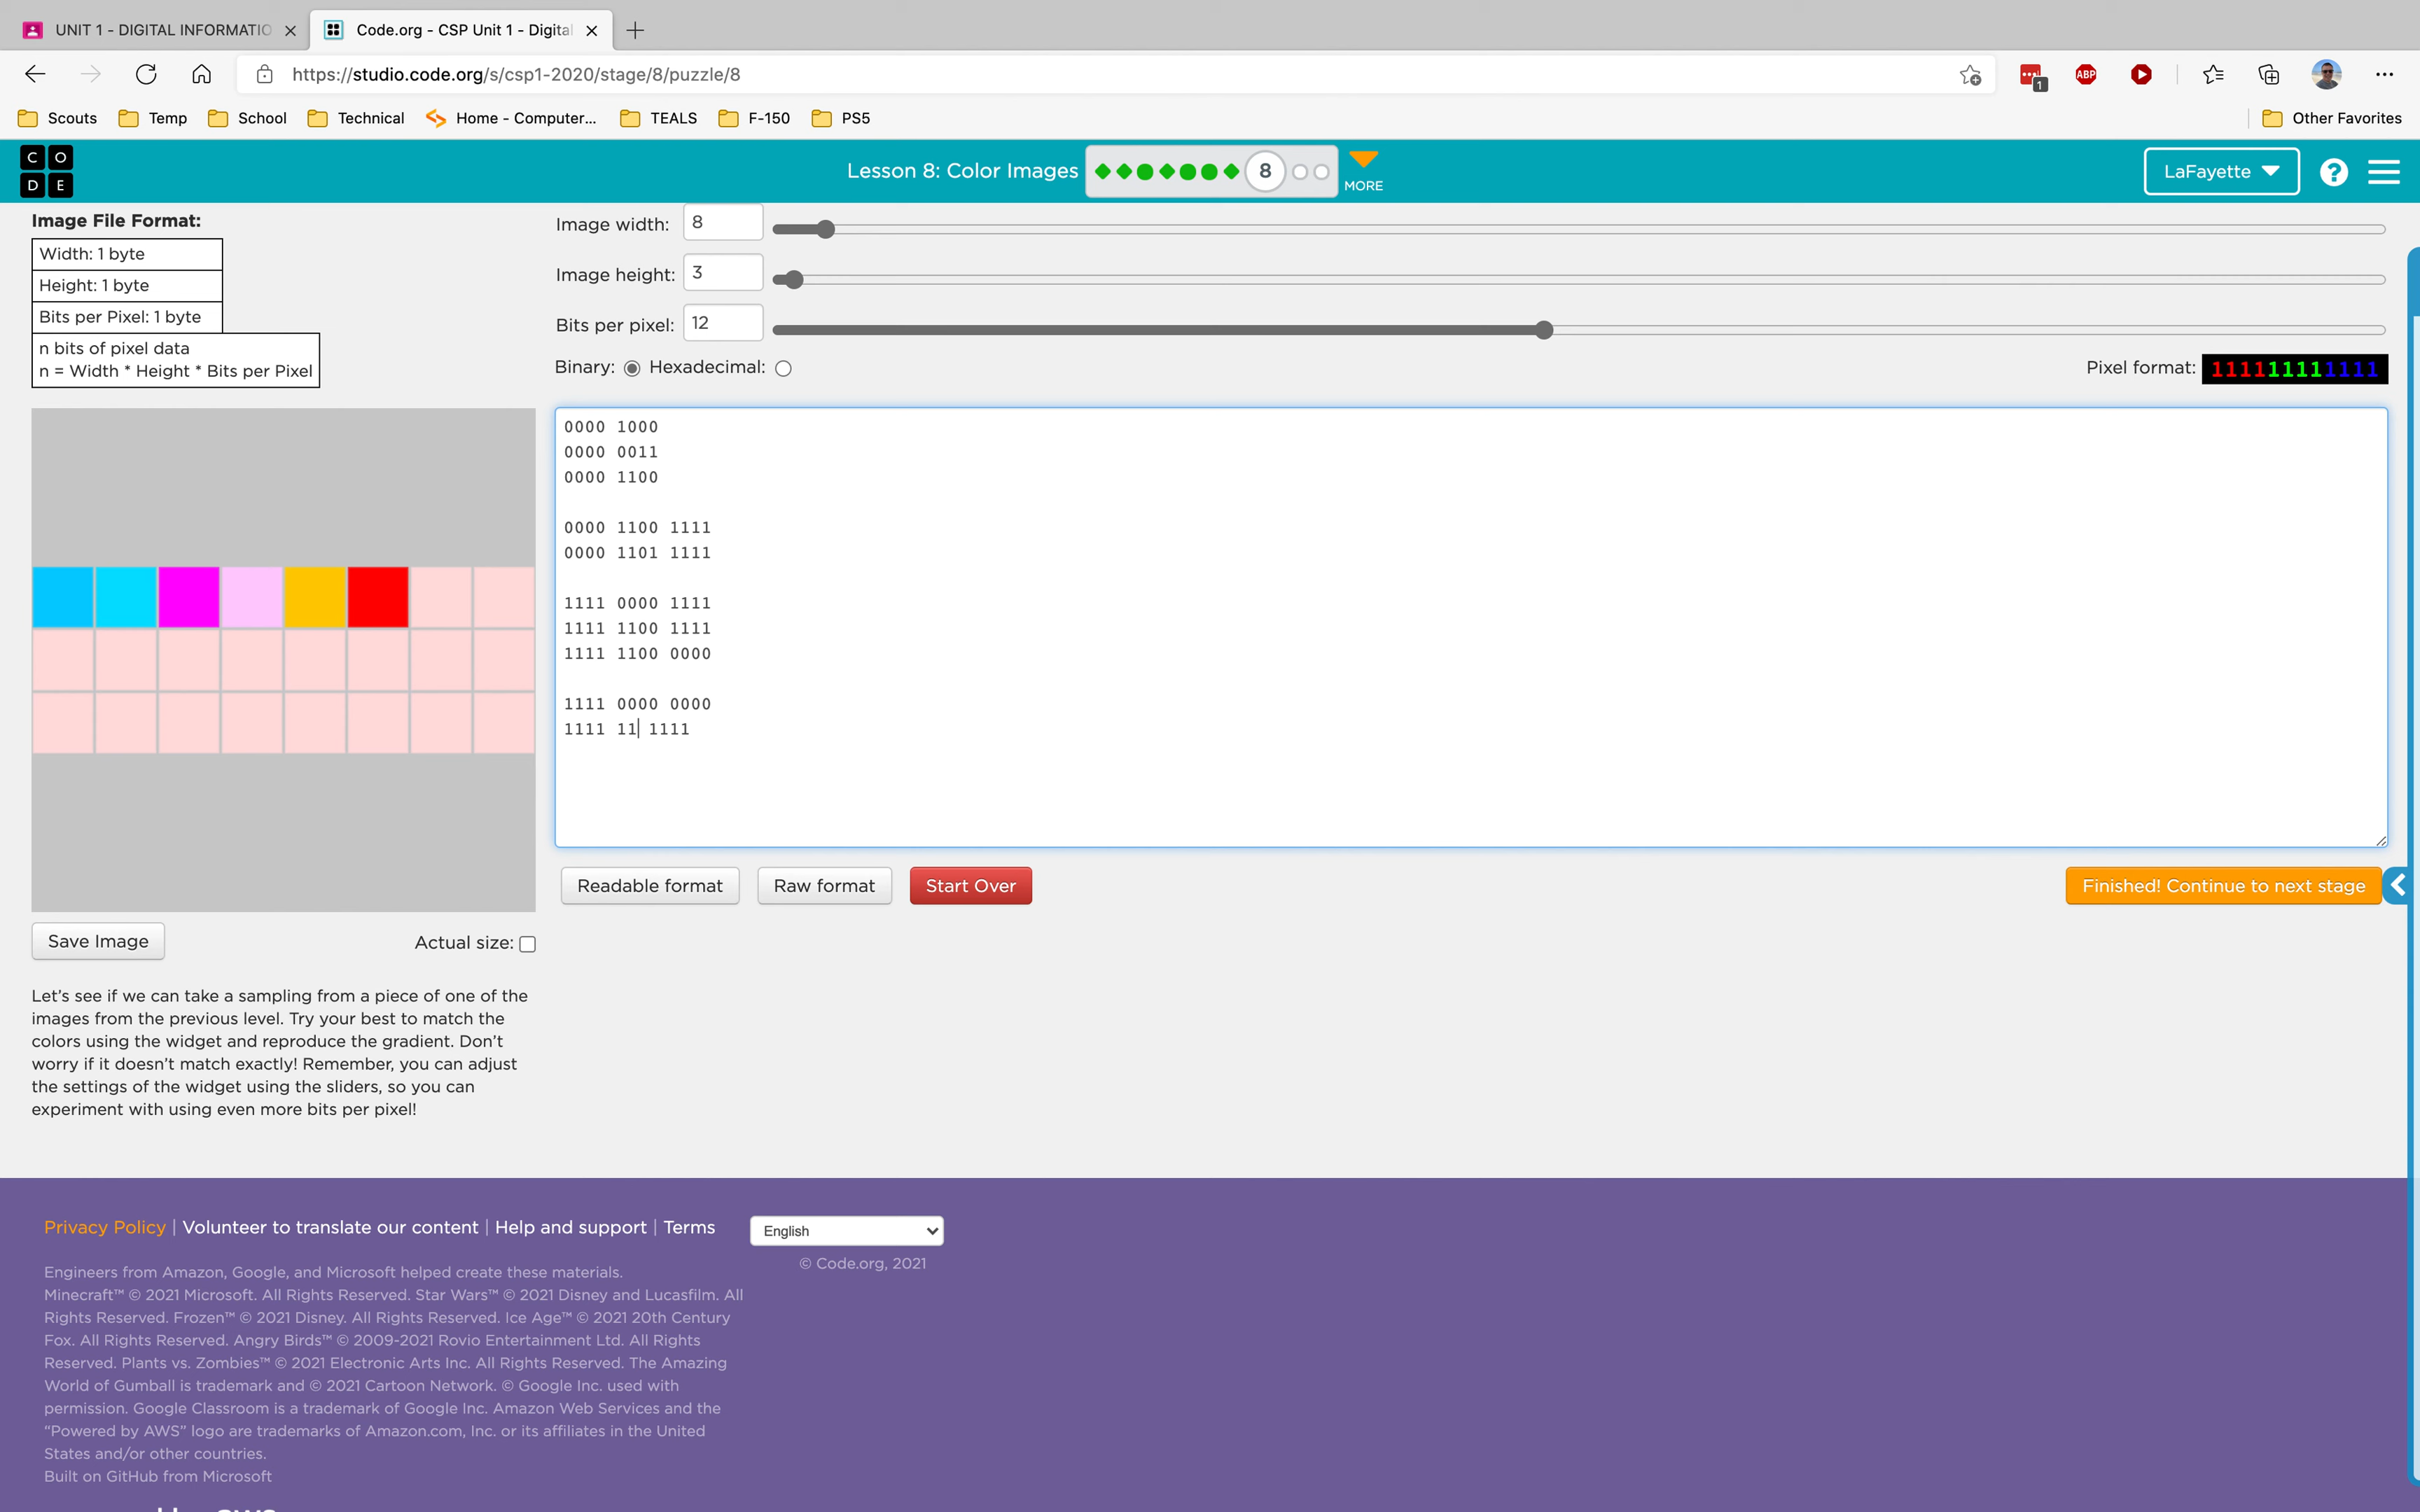 UNIT 1 - DIGITAL INFORMATIO
Code.org - CSP Unit 1 - Digital
https://studio.code.org/s/csp1-2020/stage/8/puzzle/8
1
ABP
Scouts
Temp
School
Technical
Home - Computer...
TEALS
F-150
PS5
Other Favorites
C O
D E
Lesson 8: Color Images
8
MORE
LaFayette
?
Image File Format:
Width: 1 byte
Height: 1 byte
Bits per Pixel: 1 byte
n bits of pixel data
n = Width * Height * Bits per Pixel
Image width: 8
Image height: 3
Bits per pixel: 12
Binary: Hexadecimal:
Pixel format: 111111111111
0000 1000
0000 0011
0000 1100
0000 1100 1111
0000 1101 1111
1111 0000 1111
1111 1100 1111
1111 1100 0000
1111 0000 0000
1111 11 1111
Readable format
Raw format
Start Over
Finished! Continue to next stage
Save Image
Actual size:
Let's see if we can take a sampling from a piece of one of the
images from the previous level. Try your best to match the
colors using the widget and reproduce the gradient. Don't
worry if it doesn't match exactly! Remember, you can adjust
the settings of the widget using the sliders, so you can
experiment with using even more bits per pixel!
Privacy Policy | Volunteer to translate our content | Help and support | Terms
English
© Code.org, 2021
Engineers from Amazon, Google, and Microsoft helped create these materials.
Minecraft™ © 2021 Microsoft. All Rights Reserved. Star Wars™ © 2021 Disney and Lucasfilm. All
Rights Reserved. Frozen™ © 2021 Disney. All Rights Reserved. Ice Age™ © 2021 20th Century
Fox. All Rights Reserved. Angry Birds™ © 2009-2021 Rovio Entertainment Ltd. All Rights
Reserved. Plants vs. Zombies™ © 2021 Electronic Arts Inc. All Rights Reserved. The Amazing
World of Gumball is trademark and © 2021 Cartoon Network. © Google Inc. used with
permission. Google Classroom is a trademark of Google Inc. Amazon Web Services and the
"Powered by AWS" logo are trademarks of Amazon.com, Inc. or its affiliates in the United
States and/or other countries.
Built on GitHub from Microsoft